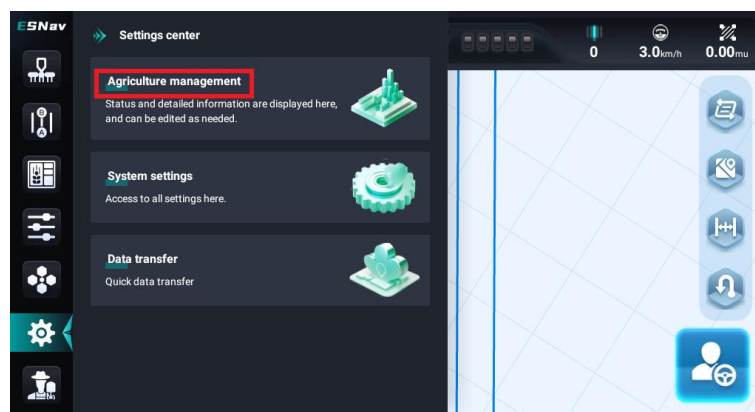 ESNav
Settings center
0
3.0km/h
0.00mu
Agriculture management
Status and detailed information are displayed here,
and can be edited as needed.
B
A
System settings
Access to all settings here.
Data transfer
Quick data transfer